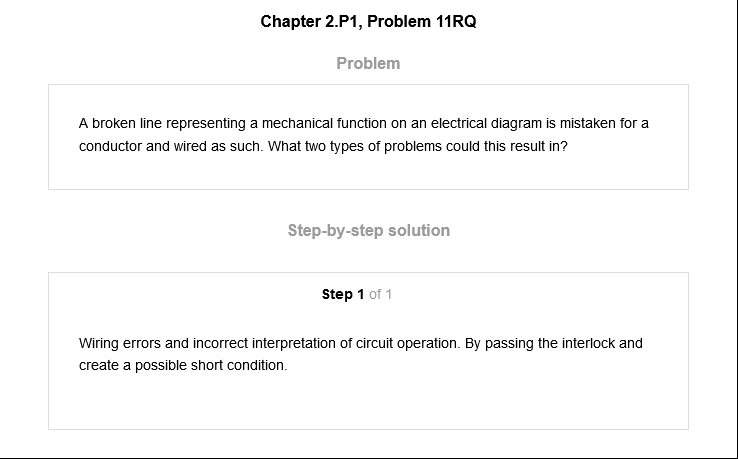 Chapter 2.P1, Problem 11RQ
Problem
A broken line representing a mechanical function on an electrical diagram is mistaken for a
conductor and wired as such. What two types of problems could this result in?
Step-by-step solution
Step 1 of 1
Wiring errors and incorrect interpretation of circuit operation. By passing the interlock and
create a possible short condition.